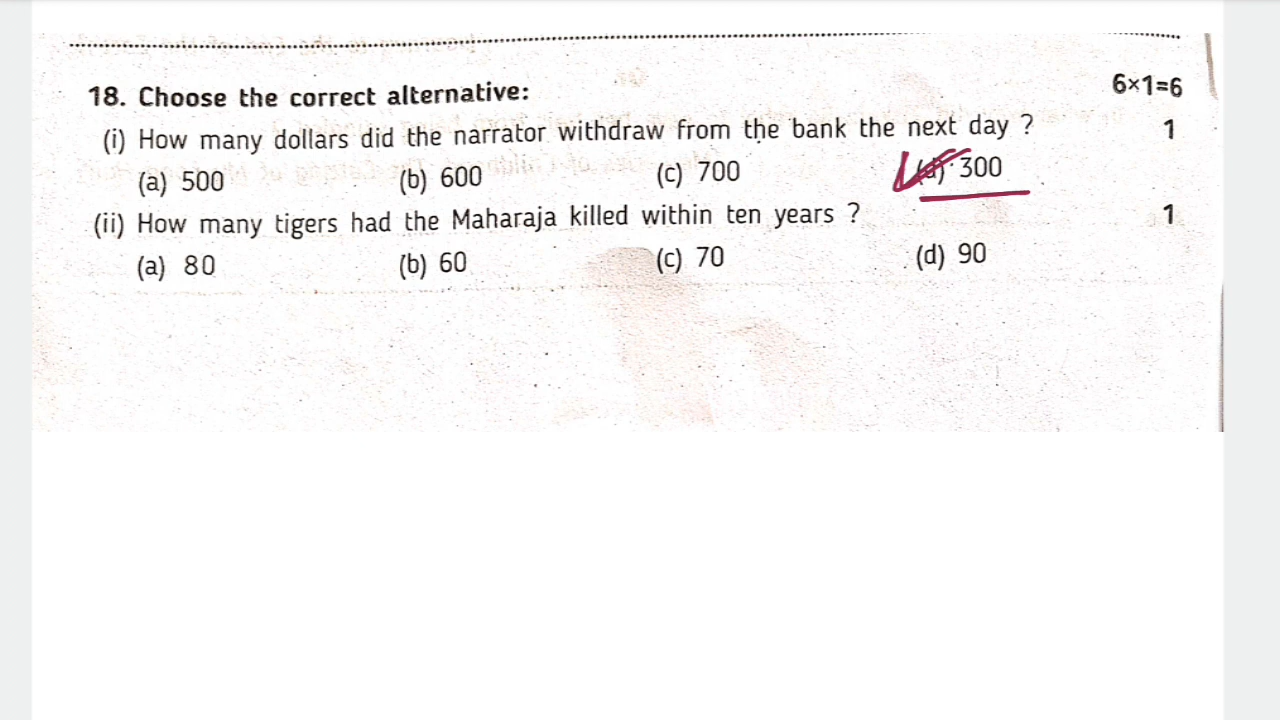 18. Choose the correct alternative: 6×1=6
(i) How many dollars did the narrator withdraw from the bank the next day ? 1
(a) 500 (b) 600 (c) 700 (d) 300
(ii) How many tigers had the Maharaja killed within ten years ? 1
(a) 80 (b) 60 (c) 70 (d) 90